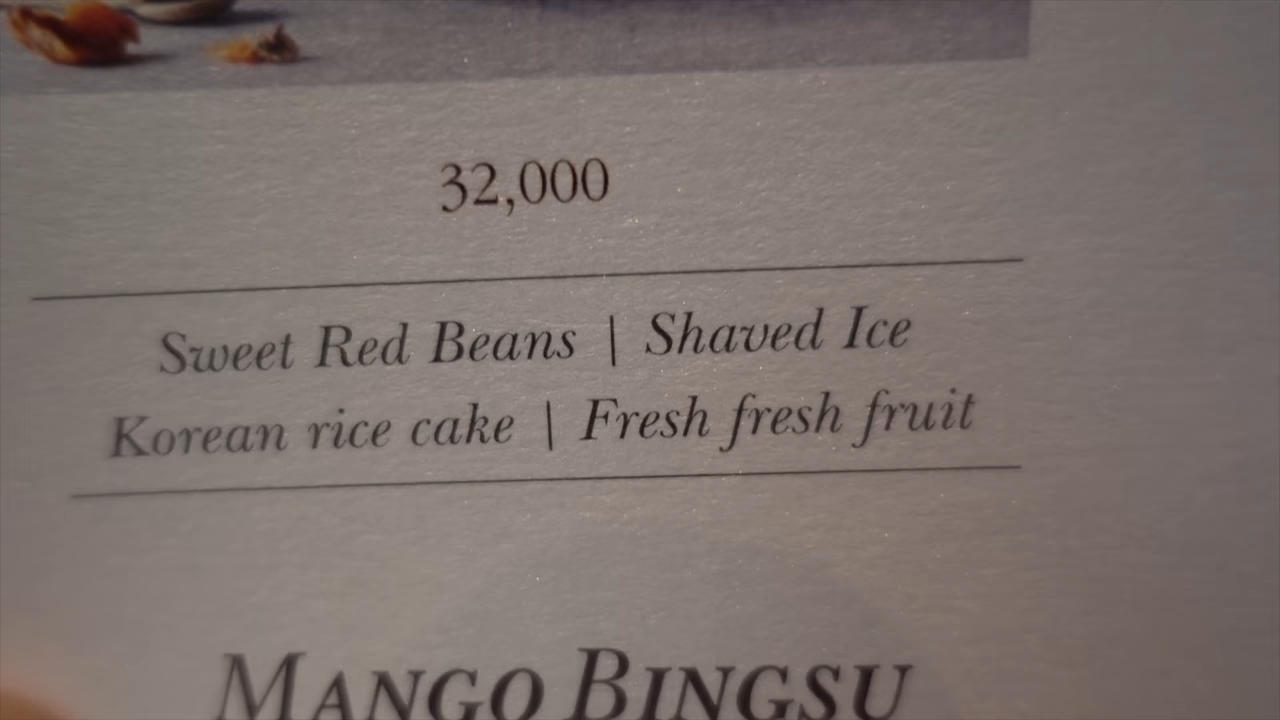 32,000
Sweet Red Beans | Shaved Ice
Korean rice cake | Fresh fresh fruit
MANGO BINGSU